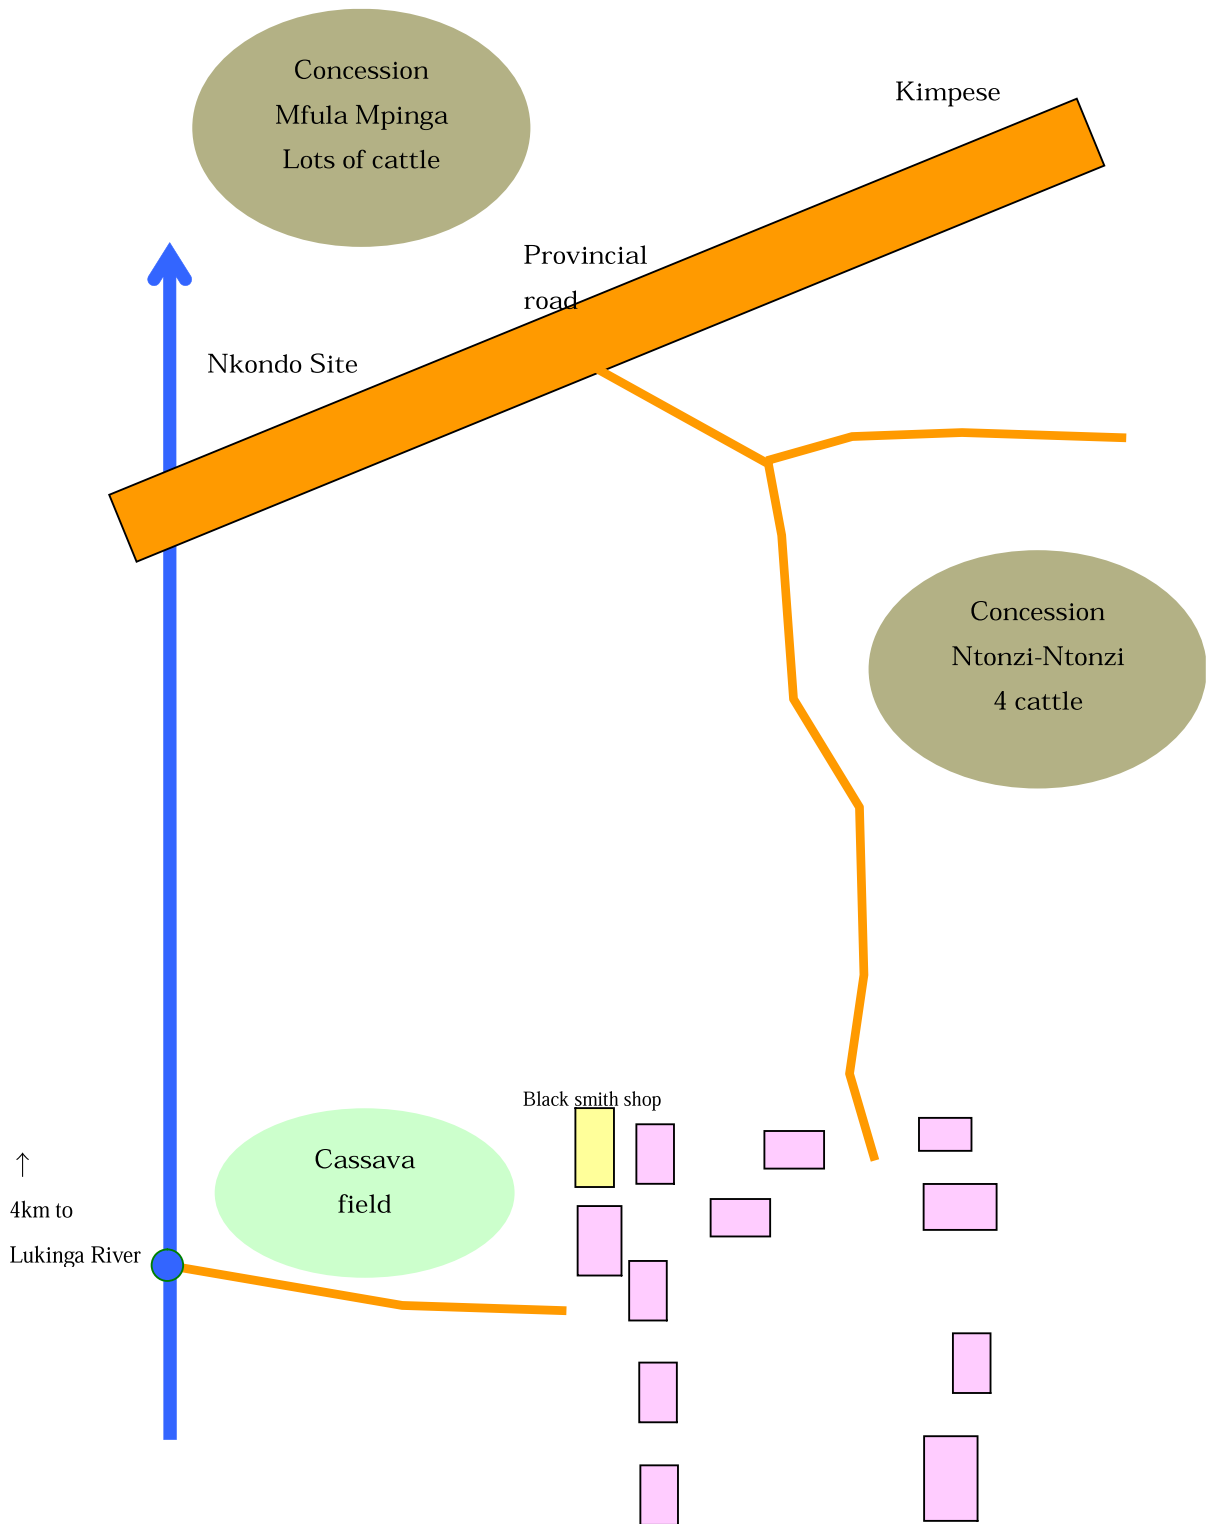 Concession
Mfula Mpinga
Lots of cattle
Kimpese
Provincial
road
Nkondo Site
Concession
Ntonzi-Ntonzi
4 cattle
Black smith shop
Cassava
field
↑
4km to
Lukinga River